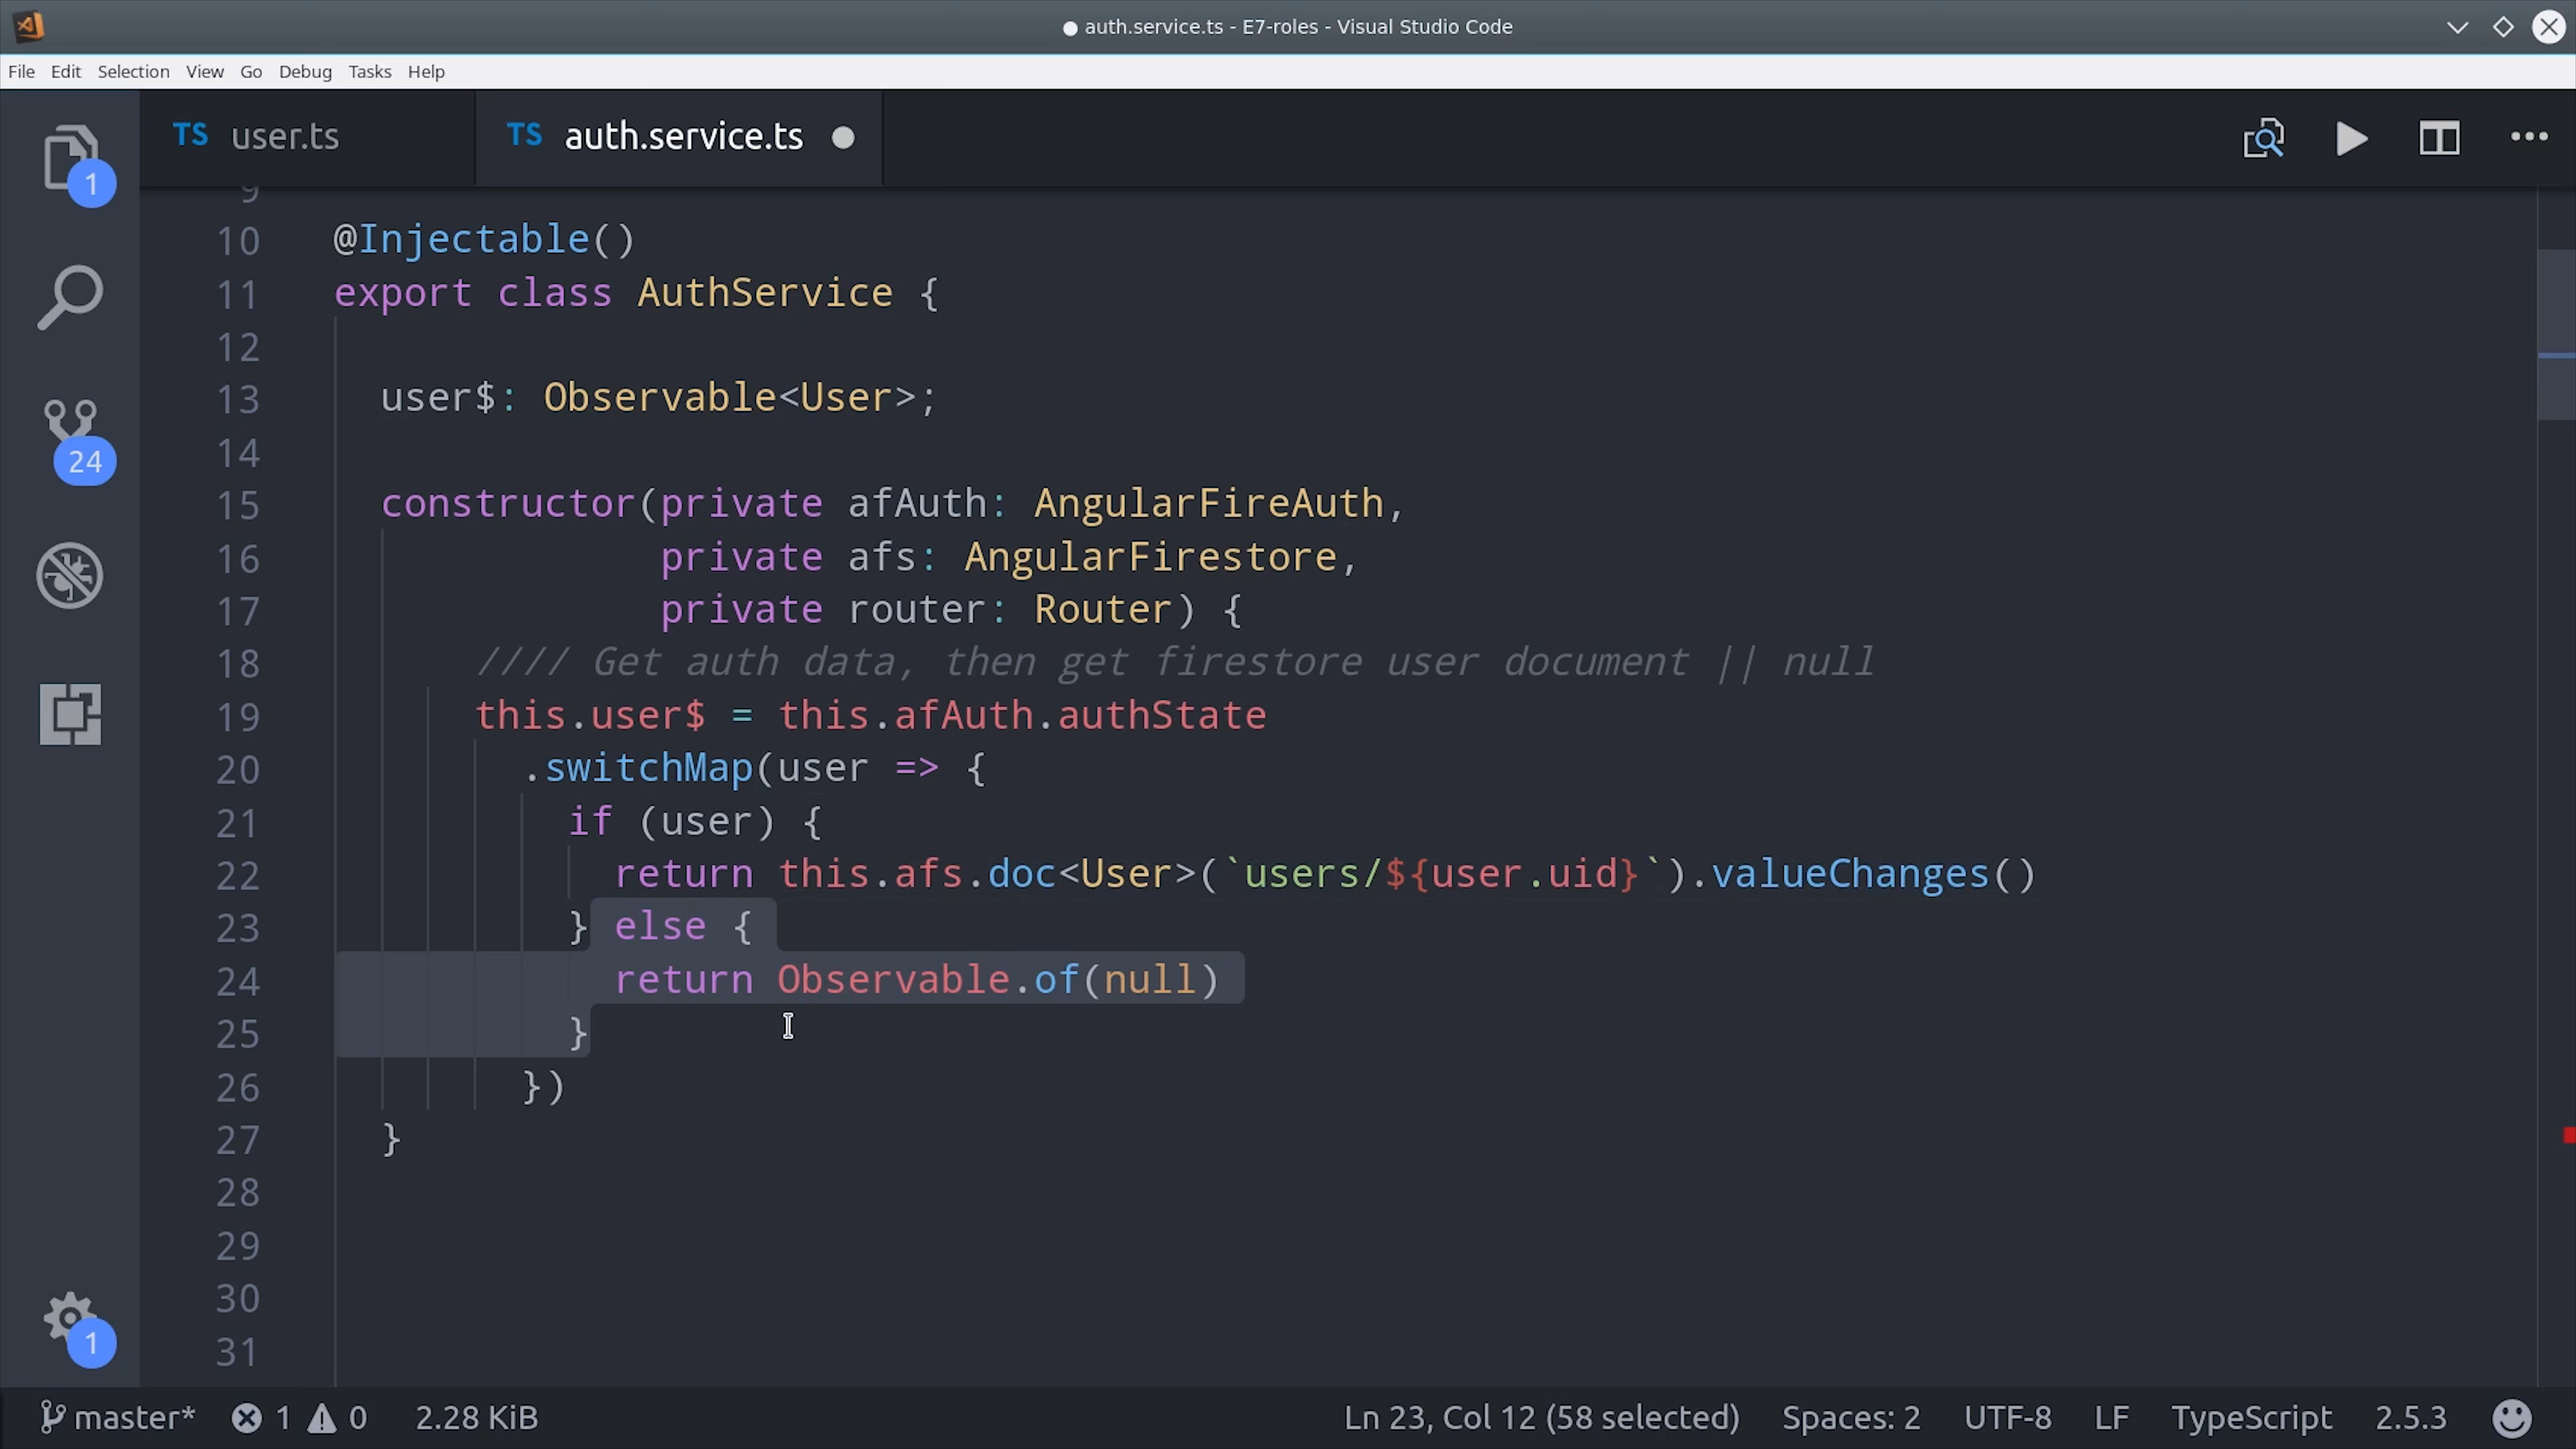 auth.service.ts - E7-roles - Visual Studio Code
File Edit Selection View Go Debug Tasks Help
TS user.ts TS auth.service.ts
1
24
1
9
10 @Injectable()
11 export class AuthService {
12
13 user$: Observable<User>;
14
15 constructor(private afAuth: AngularFireAuth,
16 private afs: AngularFirestore,
17 private router: Router) {
18 //// Get auth data, then get firestore user document || null
19 this.user$ = this.afAuth.authState
20 .switchMap(user => {
21 if (user) {
22 return this.afs.doc<User>(`users/${user.uid}`).valueChanges()
23 } else {
24 return Observable.of(null)
25 }
26 })
27 }
28
29
30
31
master* 1 0 2.28 KiB Ln 23, Col 12 (58 selected) Spaces: 2 UTF-8 LF TypeScript 2.5.3